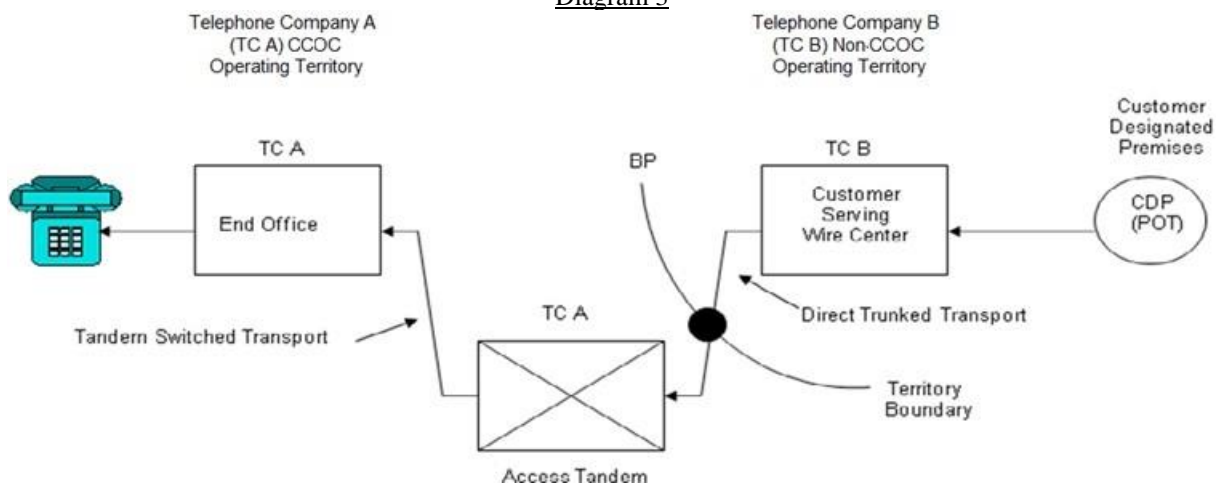 Telephone Company A
(TC A) CCOC
Operating Territory
Telephone Company B
(TC B) Non-CCOC
Operating Territory
Customer
Designated
Premises
TC A
End Office
BP
TC B
Customer
Serving
Wire Center
CDP
(POT)
Tandem Switched Transport
TC A
Direct Trunked Transport
Territory
Boundary
Access Tandem